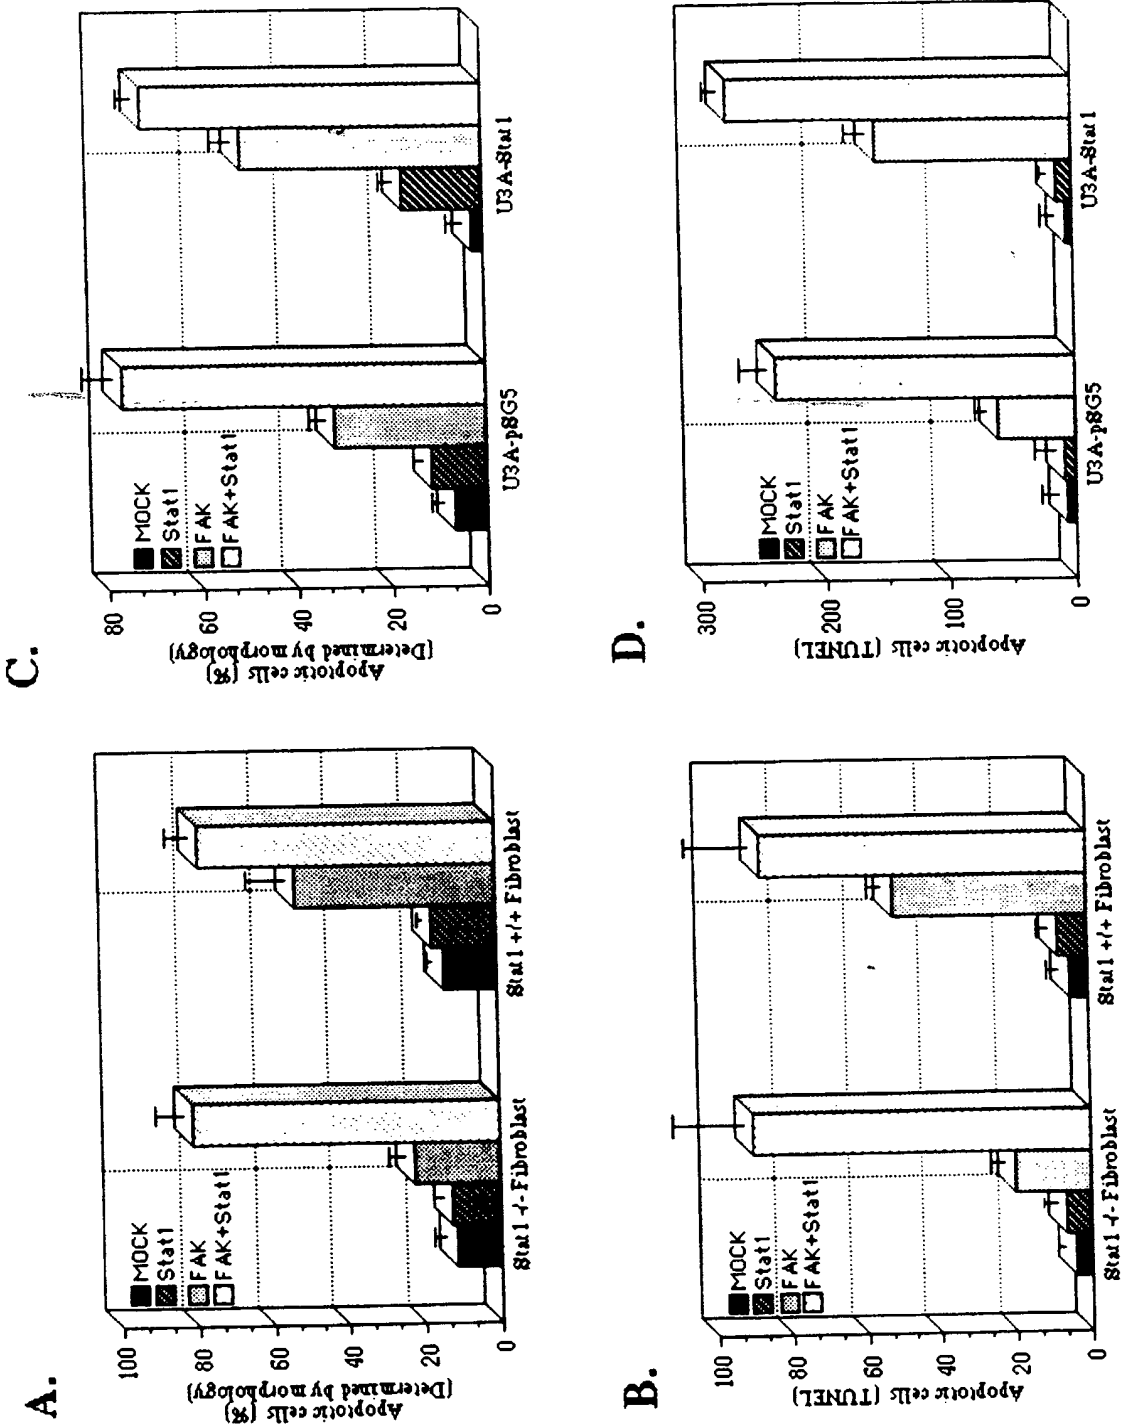 A.
Apoptotic cells (%)
(Determined by morphology)
100
80
60
40
20
0
MOCK
Stat1
FAK
FAK+Stat1
Stat1 -/- Fibroblast
Stat1 +/+ Fibroblast
C.
Apoptotic cells (%)
(Determined by morphology)
80
60
40
20
0
MOCK
Stat1
FAK
FAK+Stat1
U3A-pSG5
U3A-Stat1
B.
Apoptotic cells (TUNEL)
100
80
60
40
20
0
MOCK
Stat1
FAK
FAK+Stat1
Stat1 -/- Fibroblast
Stat1 +/+ Fibroblast
D.
Apoptotic cells (TUNEL)
300
200
100
0
MOCK
Stat1
FAK
FAK+Stat1
U3A-pSG5
U3A-Stat1